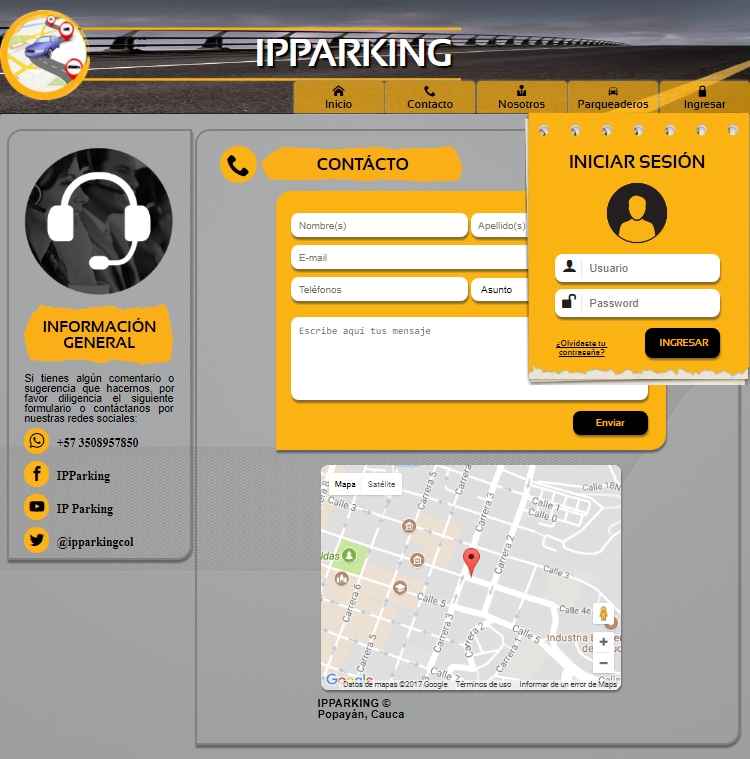 IPPARKING
Inicio
Contacto
Nosotros
Parqueaderos
Ingresar
CONTÁCTO
INICIAR SESIÓN
Nombre(s)
Apellido(s)
E-mail
Teléfonos
Asunto
Escribe aquí tus mensaje
Enviar
Usuario
Password
¿Olvidaste tu
contraseña?
INGRESAR
INFORMACIÓN
GENERAL
Si tienes algún comentario o
sugerencia que hacernos, por
favor diligencia el siguiente
formulario o contáctanos por
nuestras redes sociales:
+57 3508957850
IPParking
IP Parking
@ipparkingcol
Mapa
Satélite
Calle 3
Carrera 5
Carrera 3
Calle 1BN
Carrera 2
Calle 3
ldas
Carrera 6
Calle 5
Carrera 3
Calle 4e
Carrera 5
Carrera 2
Carrera 1
Calle 5
Industria
Google
Datos de mapas ©2017 Google
Términos de uso
Informar de un error de Maps
IPPARKING ©
Popayán, Cauca